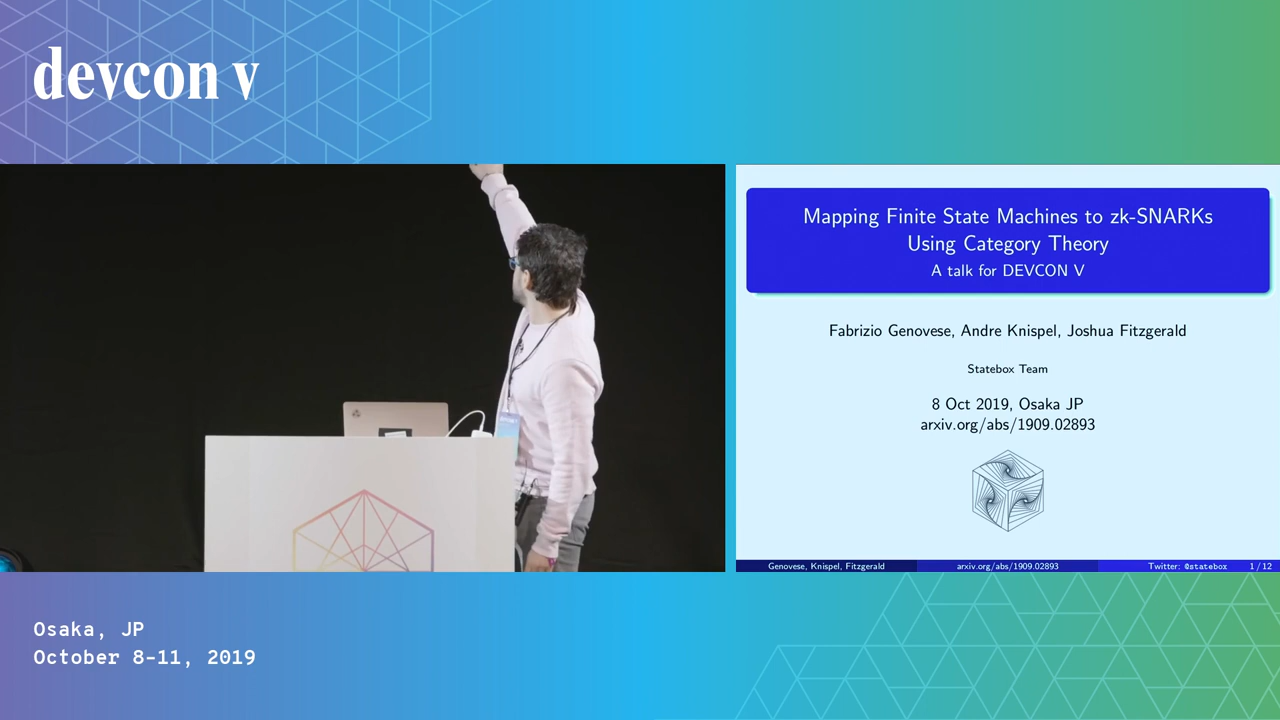 devcon v
Mapping Finite State Machines to zk-SNARKs
Using Category Theory
A talk for DEVCON V
Fabrizio Genovese, Andre Knispel, Joshua Fitzgerald
Statebox Team
8 Oct 2019, Osaka JP
arxiv.org/abs/1909.02893
Genovese, Knispel, Fitzgerald arxiv.org/abs/1909.02893 Twitter: @statebox 1 / 12
Osaka, JP
October 8-11, 2019